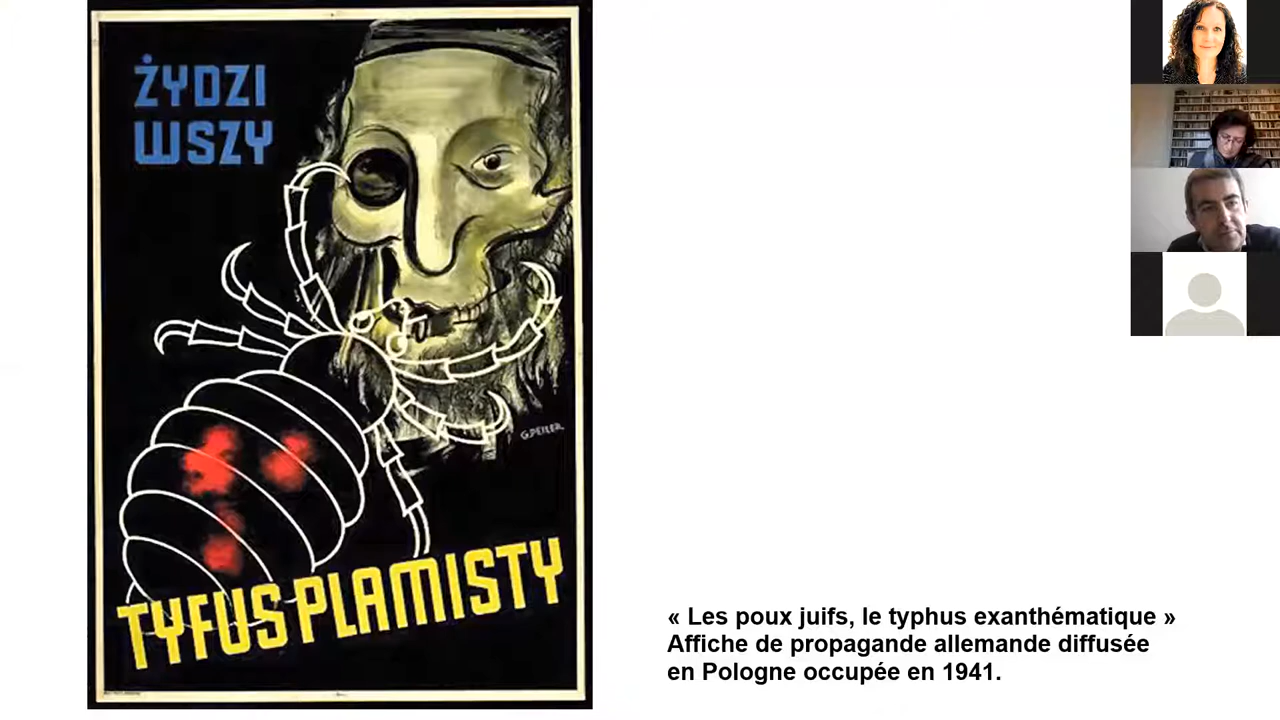 ŻYDZI
WSZY
G. PEILER
TYFUS PLAMISTY
« Les poux juifs, le typhus exanthématique »
Affiche de propagande allemande diffusée
en Pologne occupée en 1941.